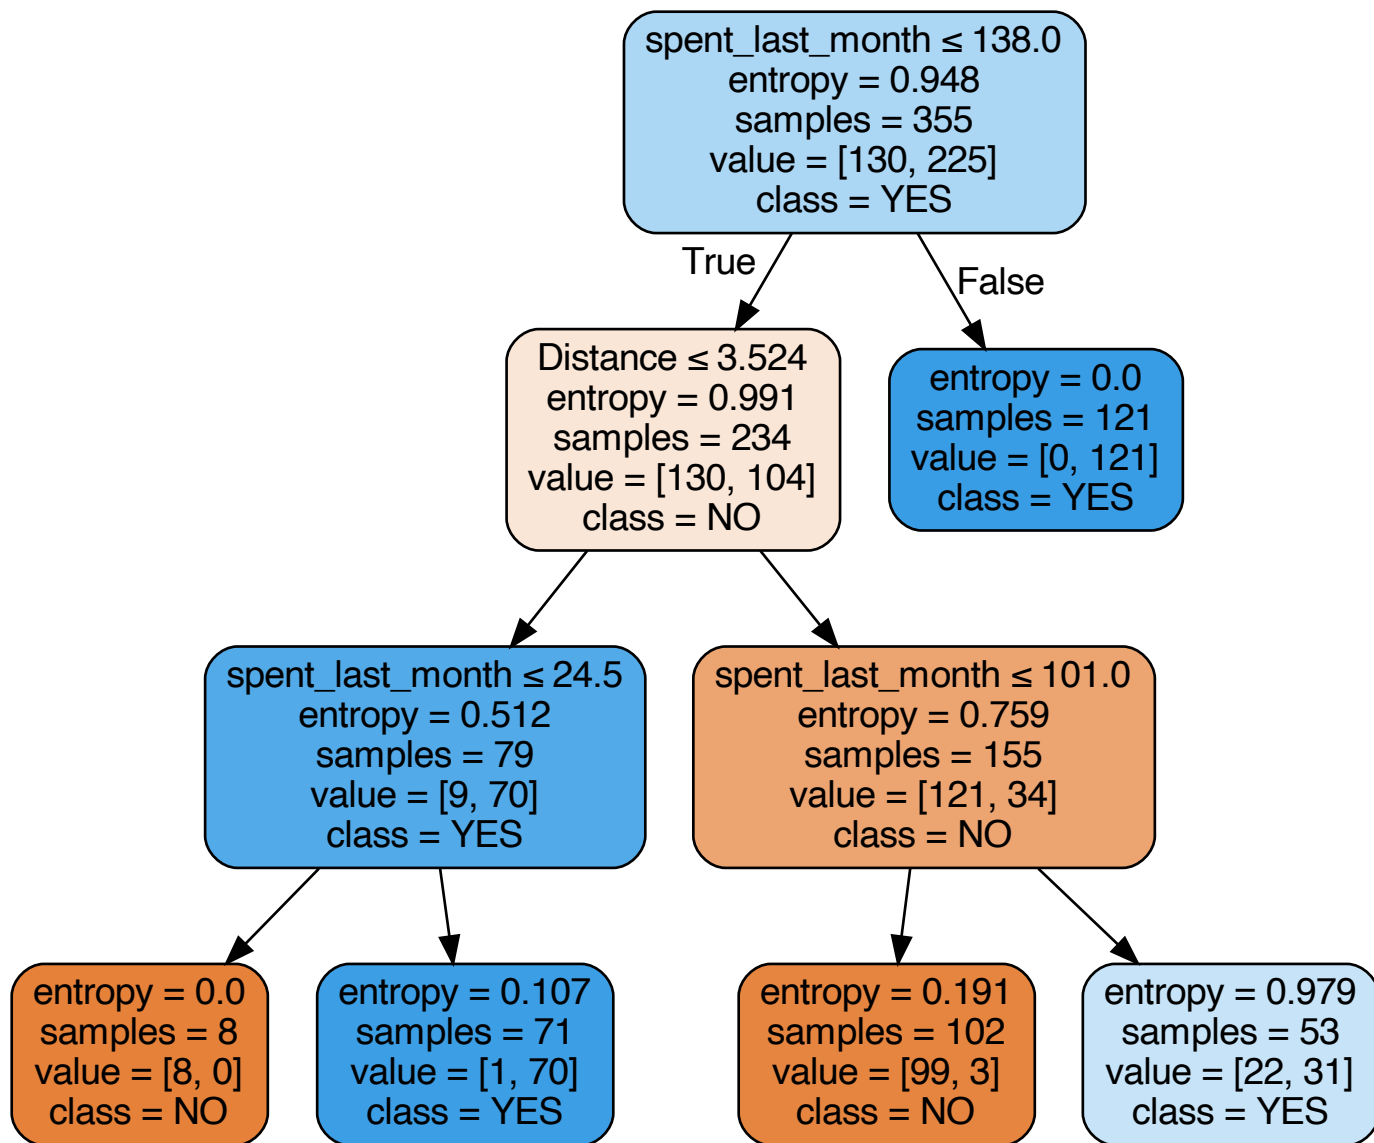 spent_last_month ≤ 138.0
entropy = 0.948
samples = 355
value = [130, 225]
class = YES
True
False
Distance ≤ 3.524
entropy = 0.991
samples = 234
value = [130, 104]
class = NO
entropy = 0.0
samples = 121
value = [0, 121]
class = YES
spent_last_month ≤ 24.5
entropy = 0.512
samples = 79
value = [9, 70]
class = YES
spent_last_month ≤ 101.0
entropy = 0.759
samples = 155
value = [121, 34]
class = NO
entropy = 0.0
samples = 8
value = [8, 0]
class = NO
entropy = 0.107
samples = 71
value = [1, 70]
class = YES
entropy = 0.191
samples = 102
value = [99, 3]
class = NO
entropy = 0.979
samples = 53
value = [22, 31]
class = YES